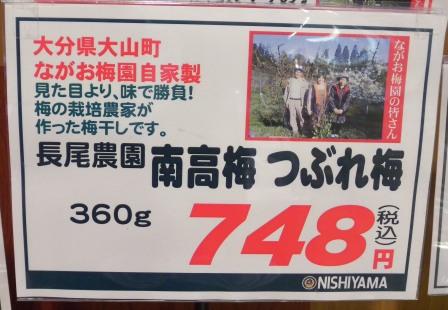 大分県大山町
ながお梅園自家製
見た目より、味で勝負!
梅の栽培農家が
作った梅干しです。
ながお梅園の皆さん
長尾農園 南高梅 つぶれ梅
360g
748円(税込)
NISHIYAMA